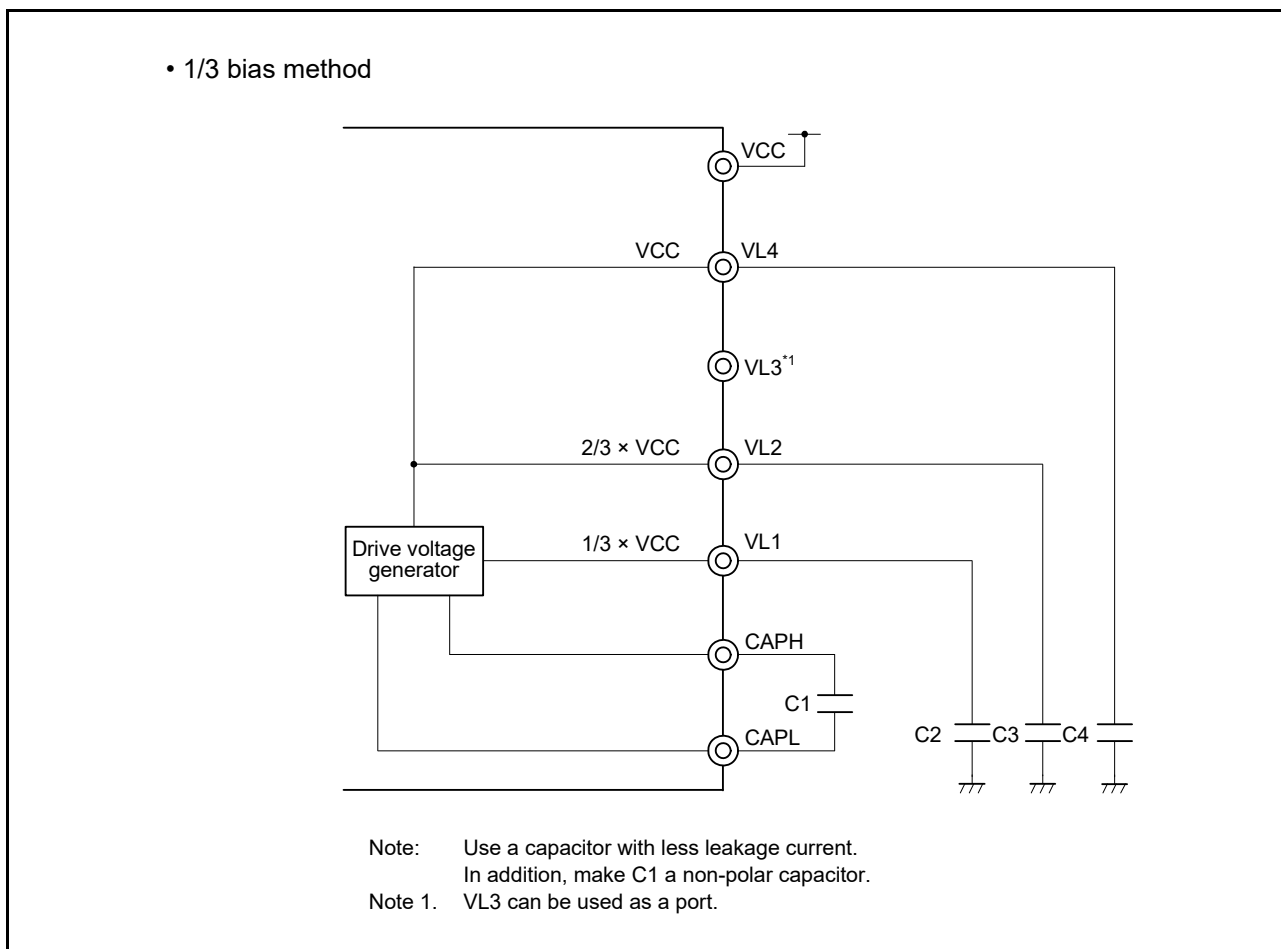 • 1/3 bias method
VCC
VCC VL4
VL3*1
2/3 × VCC VL2
1/3 × VCC VL1
Drive voltage
generator
CAPH
C1
CAPL
C2 C3 C4
Note: Use a capacitor with less leakage current.
In addition, make C1 a non-polar capacitor.
Note 1. VL3 can be used as a port.